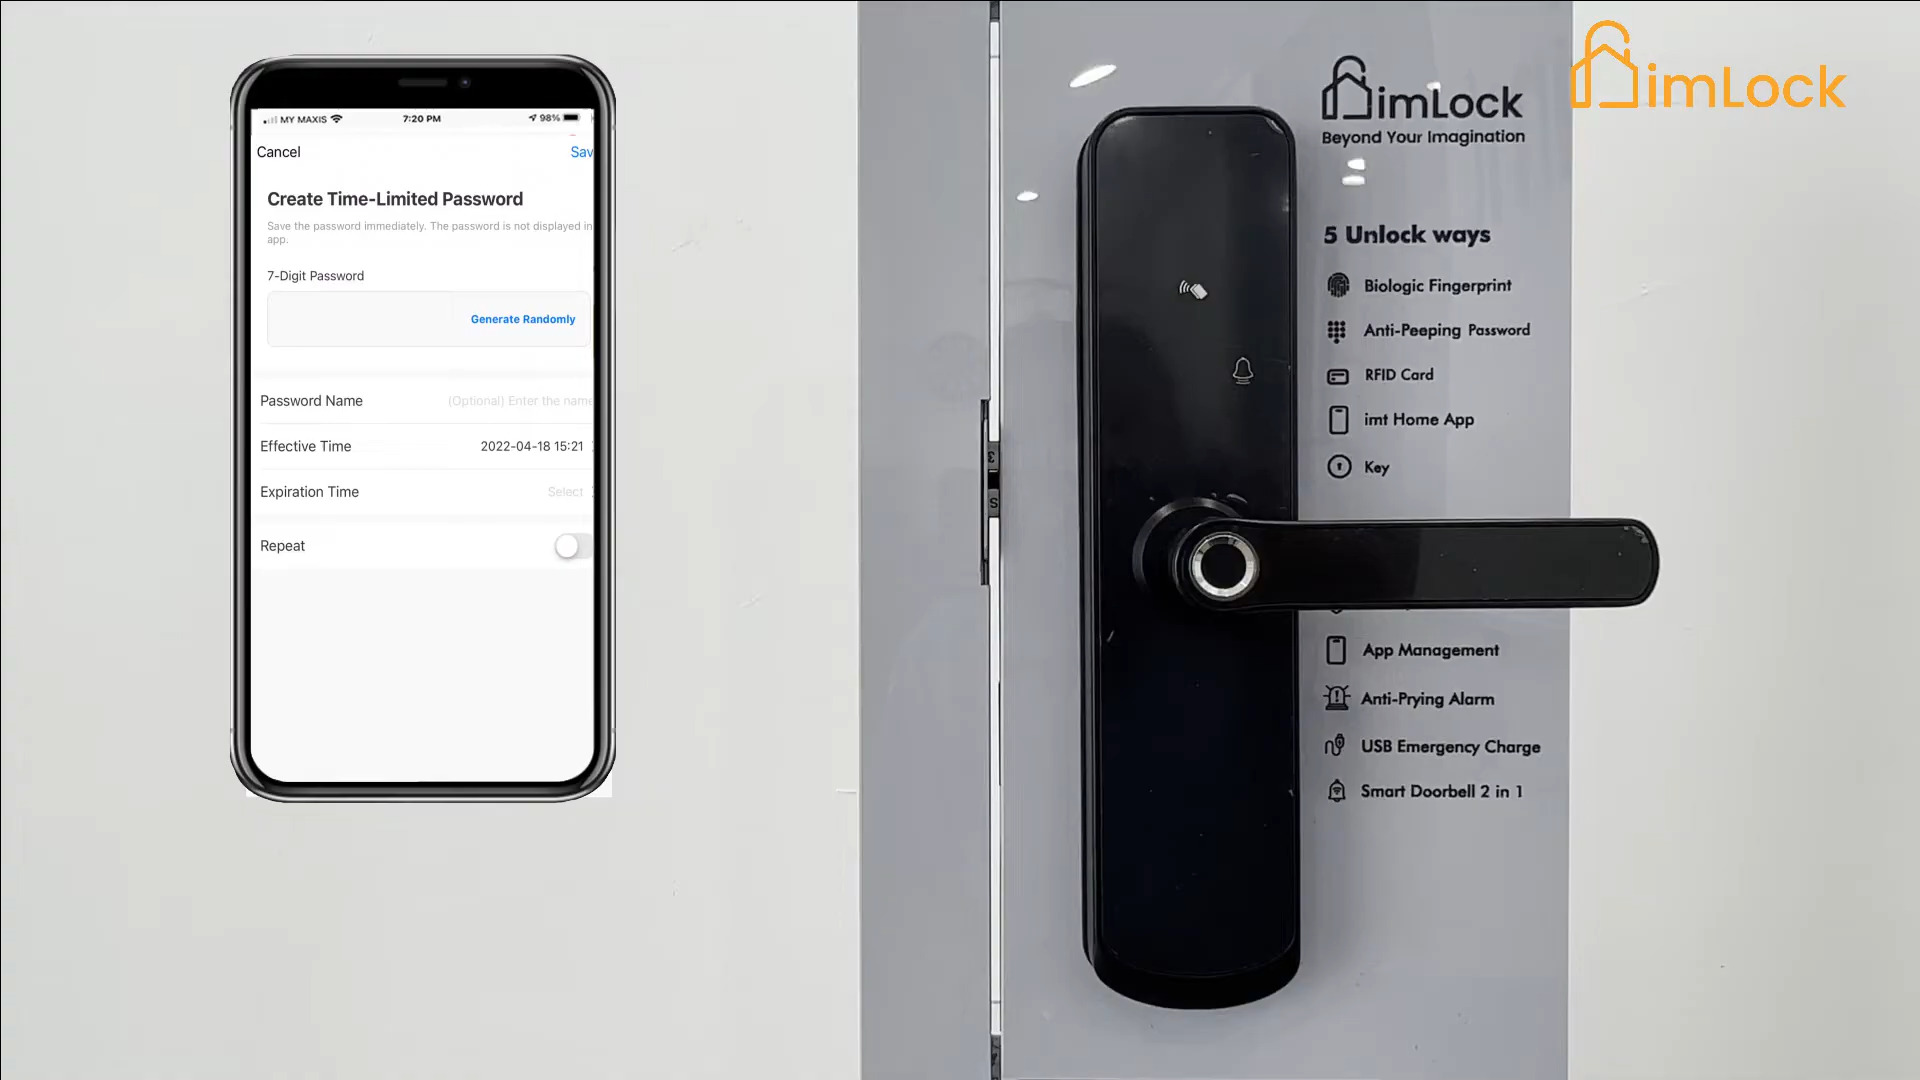 MY MAXIS
7:20 PM
98%
Cancel
Sav
Create Time-Limited Password
Save the password immediately. The password is not displayed in
app.
7-Digit Password
Generate Randomly
Password Name
(Optional) Enter the name
Effective Time
2022-04-18 15:21
Expiration Time
Select
Repeat
imLock
Beyond Your Imagination
5 Unlock ways
Biologic Fingerprint
Anti-Peeping Password
RFID Card
imt Home App
Key
App Management
Anti-Prying Alarm
USB Emergency Charge
Smart Doorbell 2 in 1
imLock